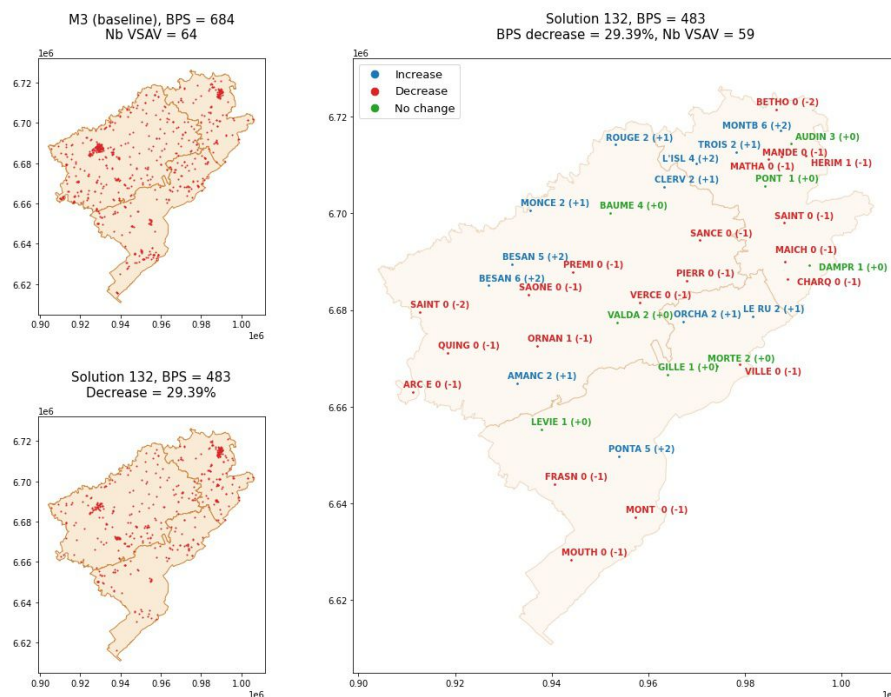 M3 (baseline), BPS = 684
Nb VSAV = 64
1e6
6.72
6.70
6.68
6.66
6.64
6.62
0.90 0.92 0.94 0.96 0.98 1.00
1e6
Solution 132, BPS = 483
Decrease = 29.39%
1e6
6.72
6.70
6.68
6.66
6.64
6.62
0.90 0.92 0.94 0.96 0.98 1.00
1e6
Solution 132, BPS = 483
BPS decrease = 29.39%, Nb VSAV = 59
1e6
Increase
Decrease
No change
6.72
6.70
6.68
6.66
6.64
6.62
BETHO 0 (-2)
MONTB 6 (+2)
ROUGE 2 (+1)
AUDIN 3 (+0)
TROIS 2 (+1)
MANDE 0 (-1)
L'ISL 4 (+2)
HERIM 1 (-1)
MATHA 0 (-1)
CLERV 2 (+1)
PONT 1 (+0)
MONCE 2 (+1)
BAUME 4 (+0)
SAINT 0 (-1)
SANCE 0 (-1)
MAICH 0 (-1)
BESAN 5 (+2)
PREMI 0 (-1)
DAMPR 1 (+0)
BESAN 6 (+2)
PIERR 0 (-1)
CHARQ 0 (-1)
SAONE 0 (-1)
VERCE 0 (-1)
SAINT 0 (-2)
VALDA 2 (+0)
ORCHA 2 (+1)
LE RU 2 (+1)
QUING 0 (-1)
ORNAN 1 (-1)
MORTE 2 (+0)
GILLE 1 (+0)
VILLE 0 (-1)
ARC E 0 (-1)
AMANC 2 (+1)
LEVIE 1 (+0)
PONTA 5 (+2)
FRASN 0 (-1)
MONT 0 (-1)
MOUTH 0 (-1)
0.90 0.92 0.94 0.96 0.98 1.00
1e6